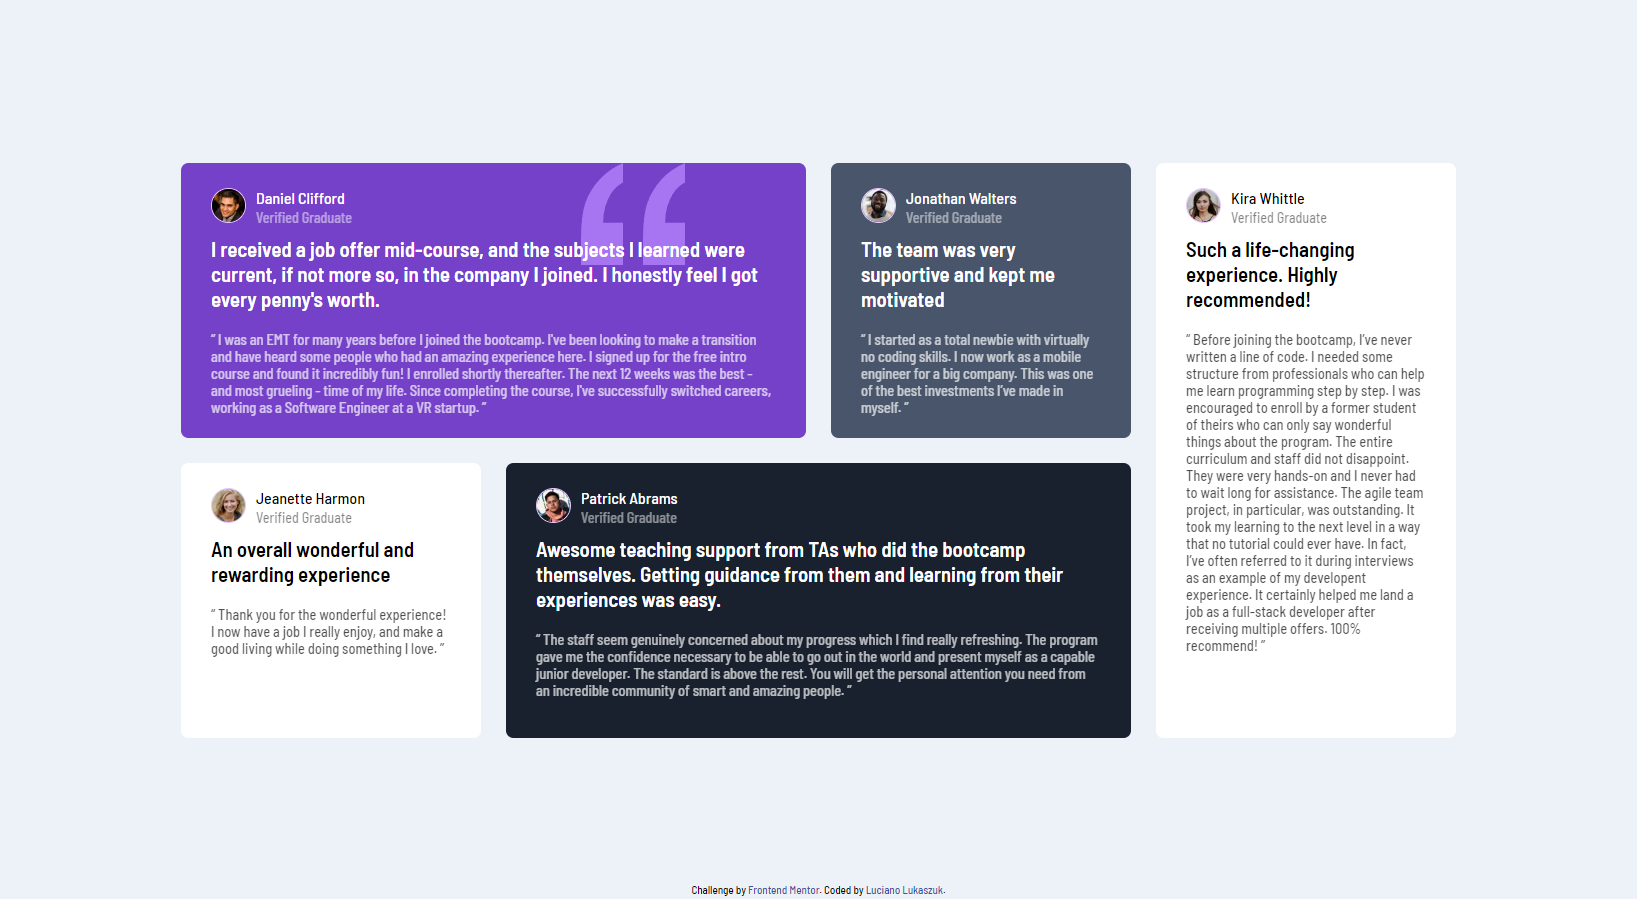 Daniel Clifford
Verified Graduate
I received a job offer mid-course, and the subjects I learned were
current, if not more so, in the company I joined. I honestly feel I got
every penny's worth.
“ I was an EMT for many years before I joined the bootcamp. I've been looking to make a transition
and have heard some people who had an amazing experience here. I signed up for the free intro
course and found it incredibly fun! I enrolled shortly thereafter. The next 12 weeks was the best -
and most grueling - time of my life. Since completing the course, I've successfully switched careers,
working as a Software Engineer at a VR startup. ”
Jonathan Walters
Verified Graduate
The team was very
supportive and kept me
motivated
“ I started as a total newbie with virtually
no coding skills. I now work as a mobile
engineer for a big company. This was one
of the best investments I've made in
myself. ”
Kira Whittle
Verified Graduate
Such a life-changing
experience. Highly
recommended!
“ Before joining the bootcamp, I've never
written a line of code. I needed some
structure from professionals who can help
me learn programming step by step. I was
encouraged to enroll by a former student
of theirs who can only say wonderful
things about the program. The entire
curriculum and staff did not disappoint.
They were very hands-on and I never had
to wait long for assistance. The agile team
project, in particular, was outstanding. It
took my learning to the next level in a way
that no tutorial could ever have. In fact,
I've often referred to it during interviews
as an example of my developent
experience. It certainly helped me land a
job as a full-stack developer after
receiving multiple offers. 100%
recommend! ”
Jeanette Harmon
Verified Graduate
An overall wonderful and
rewarding experience
“ Thank you for the wonderful experience!
I now have a job I really enjoy, and make a
good living while doing something I love. ”
Patrick Abrams
Verified Graduate
Awesome teaching support from TAs who did the bootcamp
themselves. Getting guidance from them and learning from their
experiences was easy.
“ The staff seem genuinely concerned about my progress which I find really refreshing. The program
gave me the confidence necessary to be able to go out in the world and present myself as a capable
junior developer. The standard is above the rest. You will get the personal attention you need from
an incredible community of smart and amazing people. ”
Challenge by Frontend Mentor. Coded by Luciano Lukaszuk.